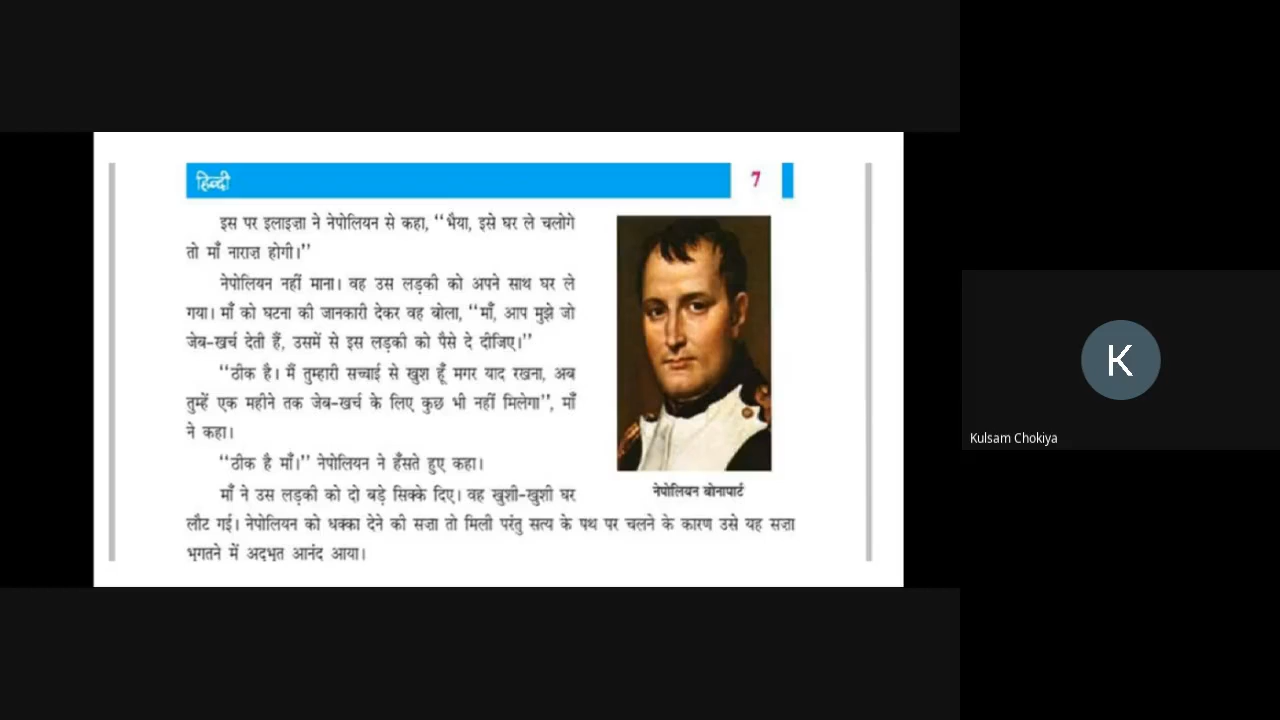 हिन्दी
7
इस पर इलाइज़ा ने नेपोलियन से कहा, “भैया, इसे घर ले चलोगे
तो माँ नाराज़ होगी।”
नेपोलियन नहीं माना। वह उस लड़की को अपने साथ घर ले
गया। माँ को घटना की जानकारी देकर वह बोला, “माँ, आप मुझे जो
जेब-खर्च देती हैं, उसमें से इस लड़की को पैसे दे दीजिए।”
“ठीक है। मैं तुम्हारी सच्चाई से खुश हूँ मगर याद रखना, अब
तुम्हें एक महीने तक जेब-खर्च के लिए कुछ भी नहीं मिलेगा”, माँ
ने कहा।
“ठीक है माँ।” नेपोलियन ने हँसते हुए कहा।
माँ ने उस लड़की को दो बड़े सिक्के दिए। वह खुशी-खुशी घर
लौट गई। नेपोलियन को धक्का देने की सज़ा तो मिली परंतु सत्य के पथ पर चलने के कारण उसे यह सज़ा
भुगतने में अद्भुत आनंद आया।
नेपोलियन बोनापार्ट
K
Kulsam Chokiya